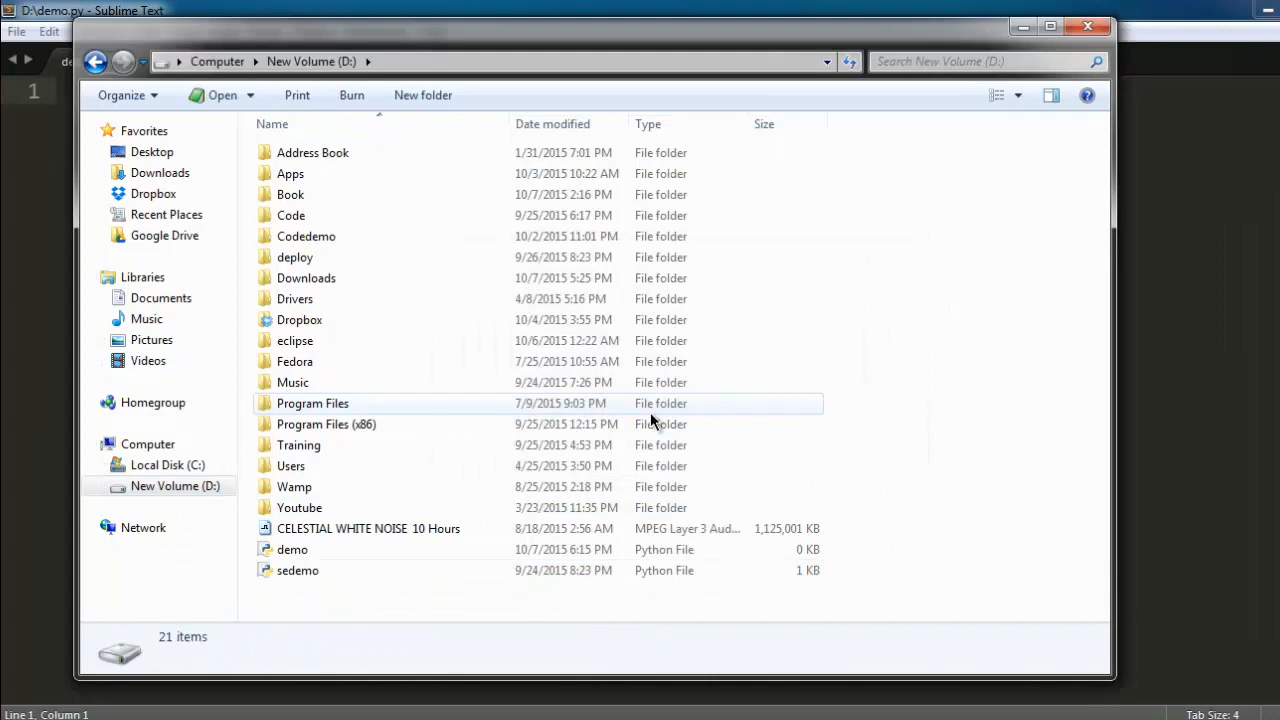 D:\demo.py - Sublime Text
File Edit
Computer New Volume (D:) Search New Volume (D:)
1
Organize Open Print Burn New folder
Name Date modified Type Size
Favorites
Desktop
Downloads
Dropbox
Recent Places
Google Drive
Libraries
Documents
Music
Pictures
Videos
Homegroup
Computer
Local Disk (C:)
New Volume (D:)
Network
Address Book 1/31/2015 7:01 PM File folder
Apps 10/3/2015 10:22 AM File folder
Book 10/7/2015 2:16 PM File folder
Code 9/25/2015 6:17 PM File folder
Codedemo 10/2/2015 11:01 PM File folder
deploy 9/26/2015 8:23 PM File folder
Downloads 10/7/2015 5:25 PM File folder
Drivers 4/8/2015 5:16 PM File folder
Dropbox 10/4/2015 3:55 PM File folder
eclipse 10/6/2015 12:22 AM File folder
Fedora 7/25/2015 10:55 AM File folder
Music 9/24/2015 7:26 PM File folder
Program Files 7/9/2015 9:03 PM File folder
Program Files (x86) 9/25/2015 12:15 PM File folder
Training 9/25/2015 4:53 PM File folder
Users 4/25/2015 3:50 PM File folder
Wamp 8/25/2015 2:18 PM File folder
Youtube 3/23/2015 11:35 PM File folder
CELESTIAL WHITE NOISE 10 Hours 8/18/2015 2:56 AM MPEG Layer 3 Aud... 1,125,001 KB
demo 10/7/2015 6:15 PM Python File 0 KB
sedemo 9/24/2015 8:23 PM Python File 1 KB
21 items
Line 1, Column 1 Tab Size: 4